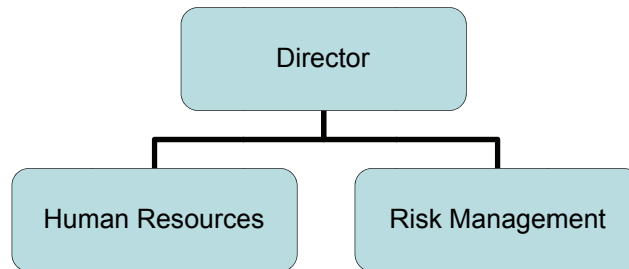 Director
Human Resources
Risk Management